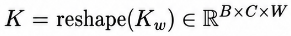 K = reshape(K_w) ∈ ℝ^{B×C×W}